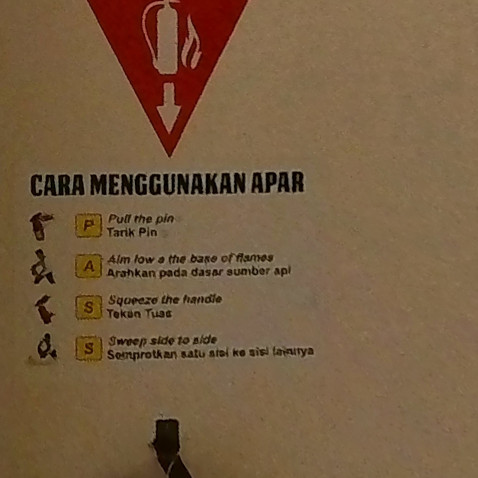 CARA MENGGUNAKAN APAR
P
Pull the pin
Tarik Pin
A
Aim low a the base of flames
Arahkan pada dasar sumber api
S
Squeeze the handle
Tekan Tuas
S
Sweep side to side
Semprotkan satu sisi ke sisi lainnya